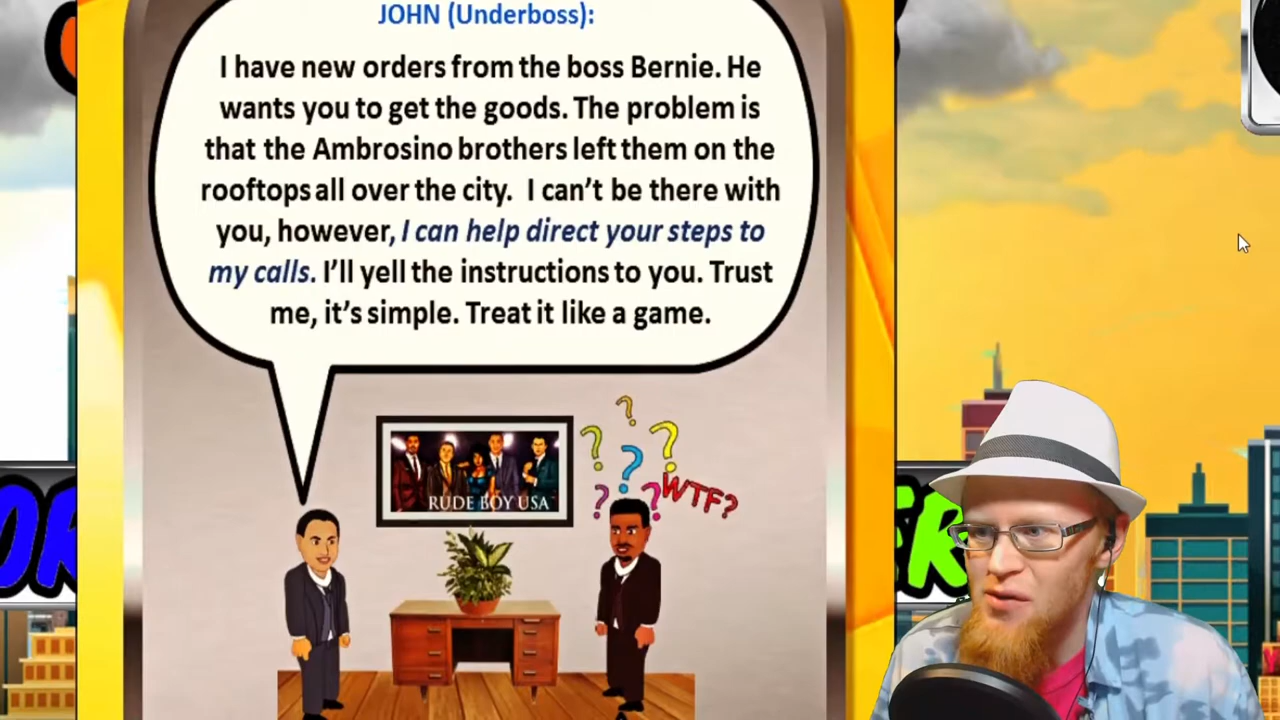 JOHN (Underboss):
I have new orders from the boss Bernie. He
wants you to get the goods. The problem is
that the Ambrosino brothers left them on the
rooftops all over the city.  I can't be there with
you, however, I can help direct your steps to
my calls. I'll yell the instructions to you. Trust
me, it's simple. Treat it like a game.
? ? ? ? ? ?
WTF?
RUDE BOY USA
OR
ER